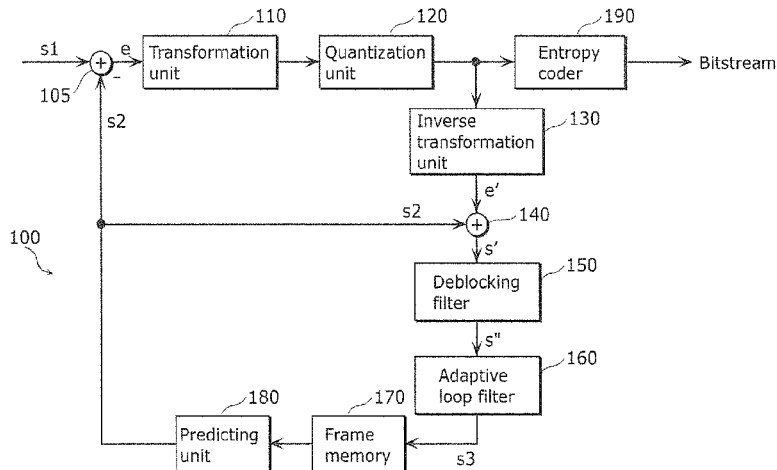 110
120
190
s1
e
Transformation
unit
Quantization
unit
Entropy
coder
Bitstream
105
-
+
s2
Inverse
transformation
unit
130
e'
s2
+
140
100
s'
Deblocking
filter
150
s"
Adaptive
loop filter
160
180
170
Predicting
unit
Frame
memory
s3